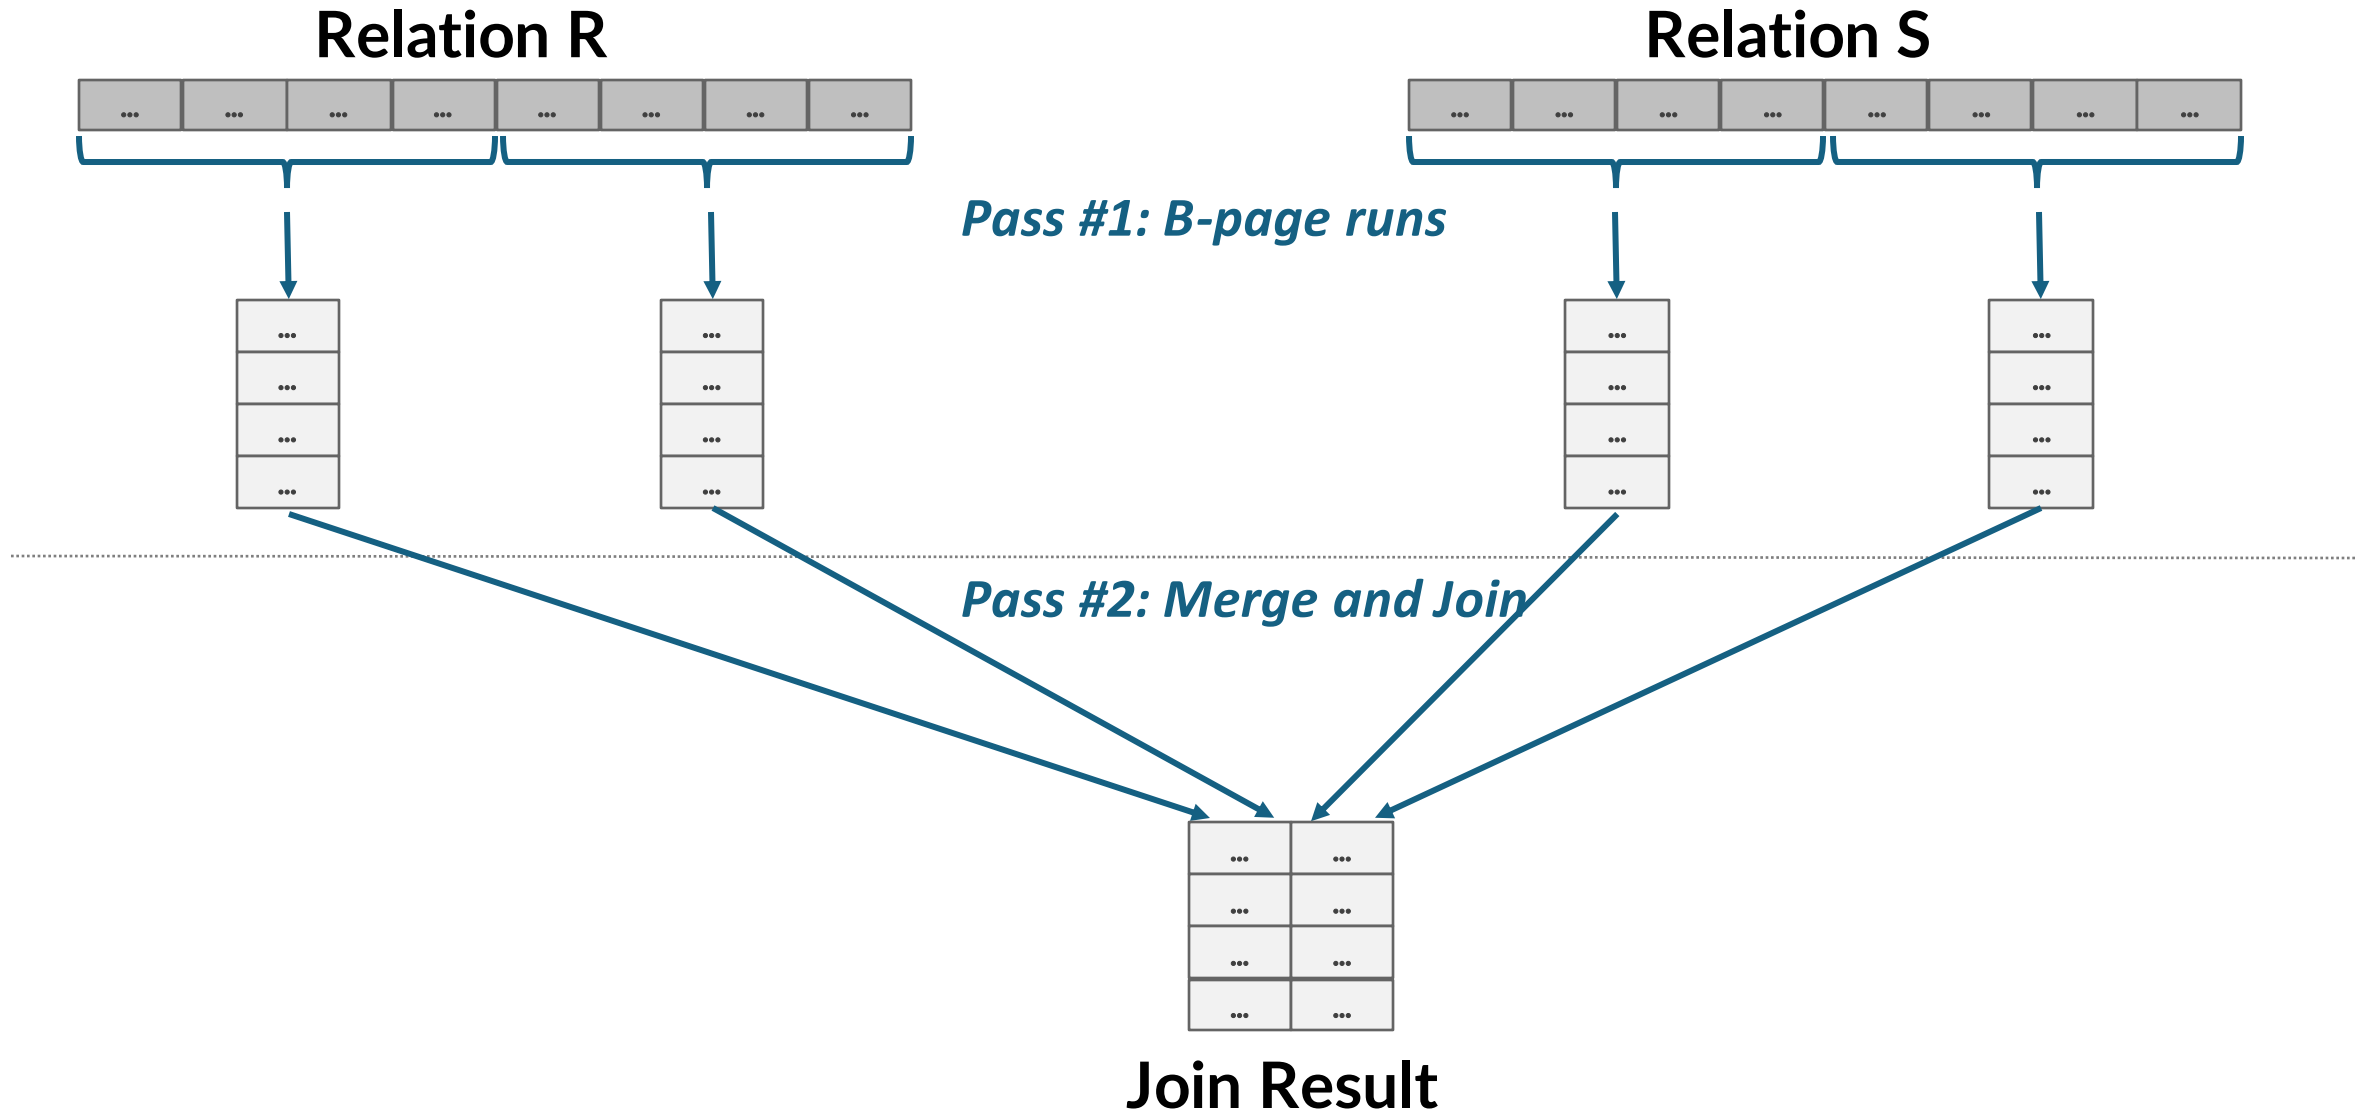 Relation R
Relation S
... ... ... ... ... ... ... ...
... ... ... ... ... ... ... ...
Pass #1: B-page runs
... ... ... ...
... ... ... ...
... ... ... ...
... ... ... ...
Pass #2: Merge and Join
... ...
... ...
... ...
... ...
Join Result